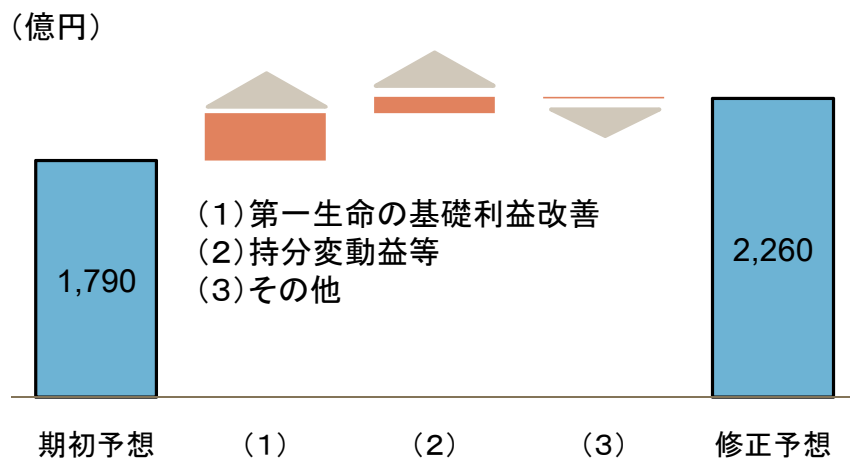 （億円）
（1）第一生命の基礎利益改善
（2）持分変動益等
（3）その他
1,790
2,260
期初予想 （1） （2） （3） 修正予想